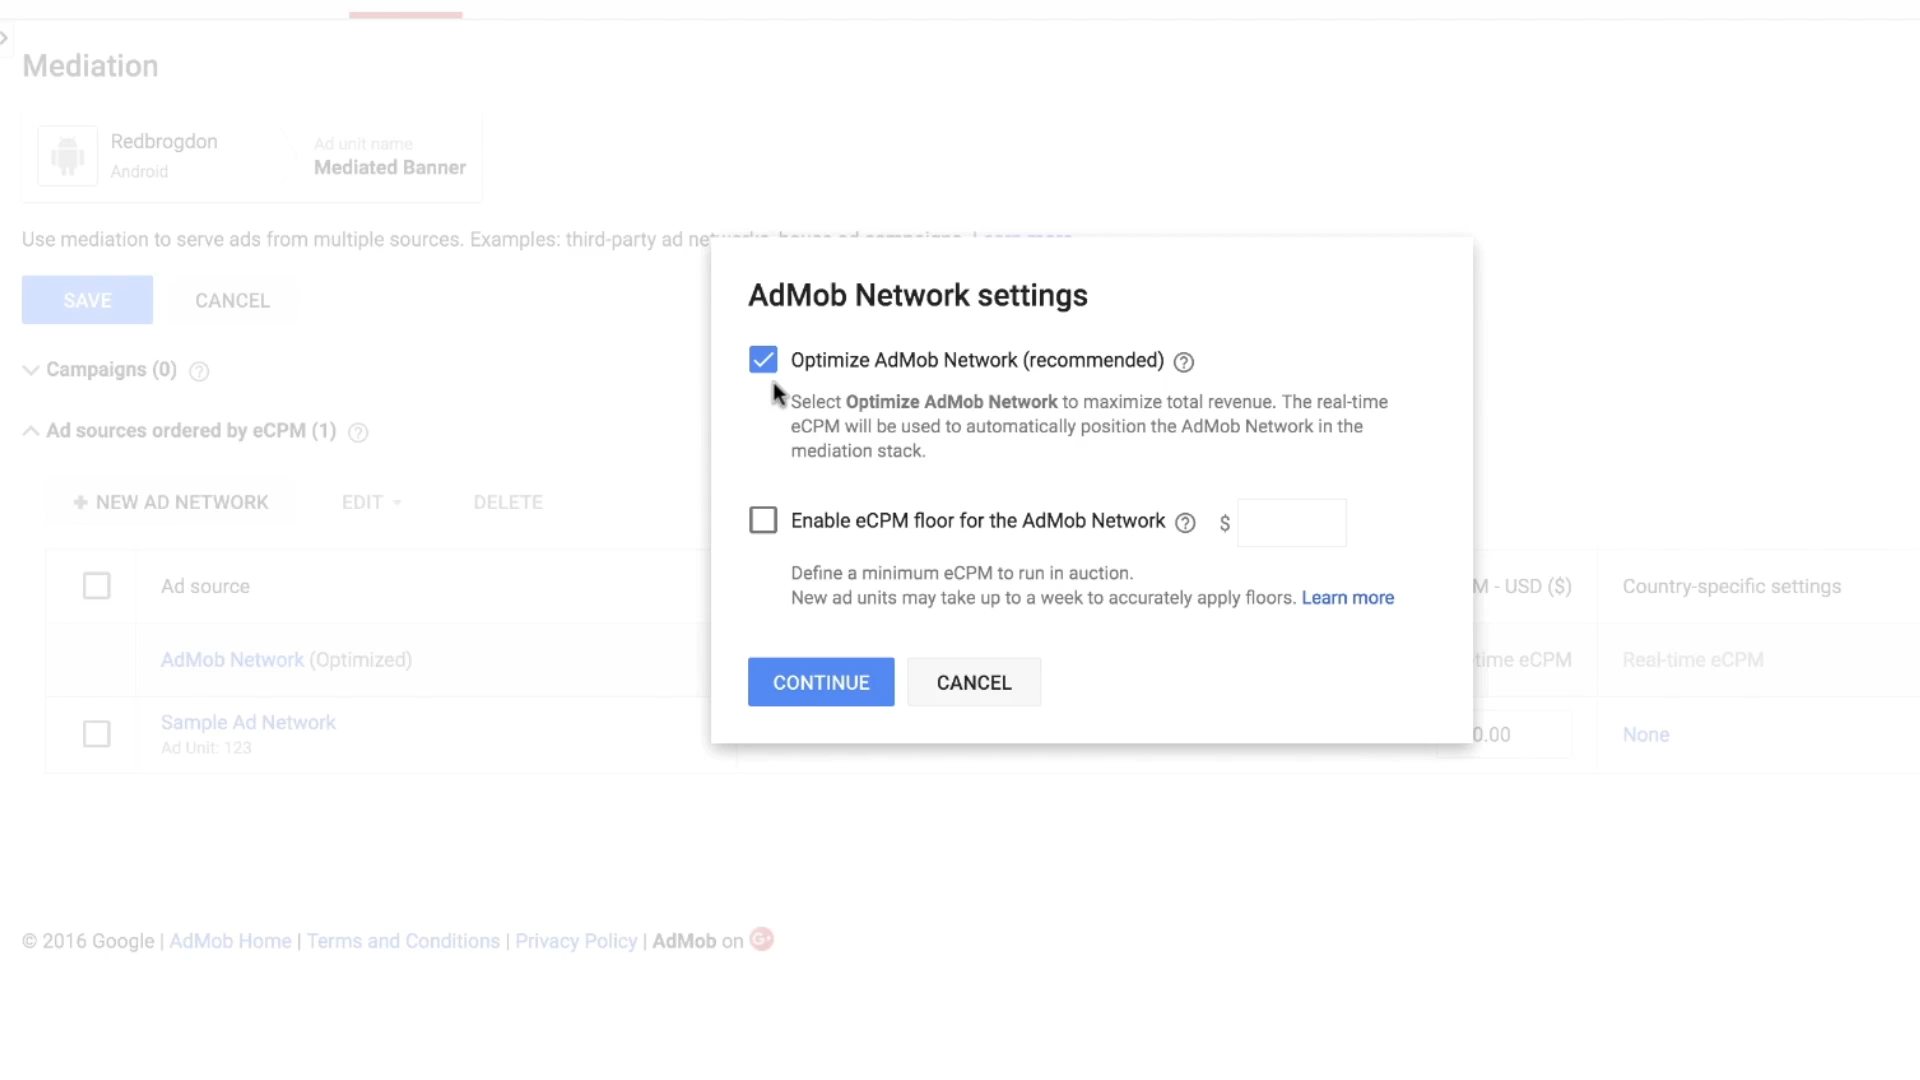 Mediation
Redbrogdon
Android
Ad unit name
Mediated Banner
Use mediation to serve ads from multiple sources. Examples: third-party ad networks, house ad campaigns. Learn more
SAVE
CANCEL
Campaigns (0)
Ad sources ordered by eCPM (1)
+ NEW AD NETWORK
EDIT
DELETE
Ad source
M - USD ($)
Country-specific settings
AdMob Network (Optimized)
time eCPM
Real-time eCPM
Sample Ad Network
Ad Unit: 123
0.00
None
AdMob Network settings
Optimize AdMob Network (recommended)
Select Optimize AdMob Network to maximize total revenue. The real-time
eCPM will be used to automatically position the AdMob Network in the
mediation stack.
Enable eCPM floor for the AdMob Network
$
Define a minimum eCPM to run in auction.
New ad units may take up to a week to accurately apply floors. Learn more
CONTINUE
CANCEL
© 2016 Google | AdMob Home | Terms and Conditions | Privacy Policy | AdMob on G+